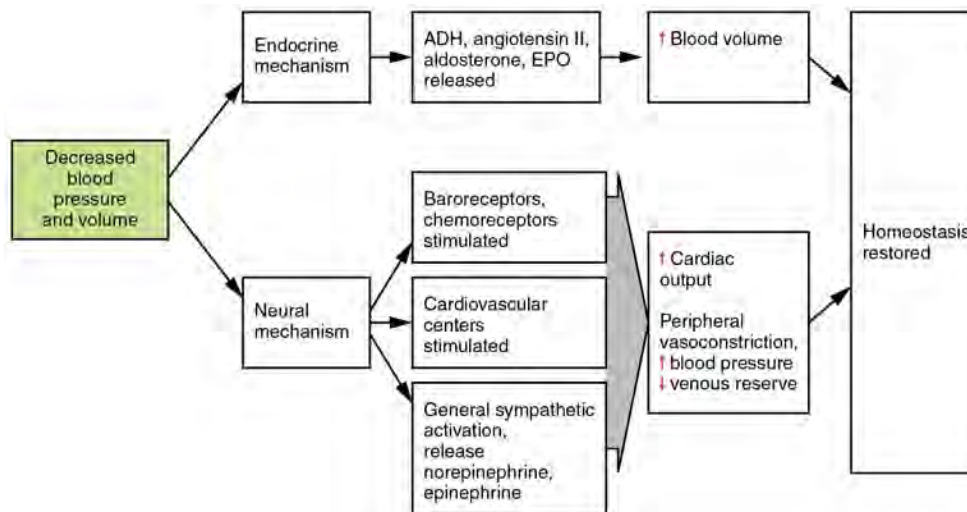 Endocrine
mechanism
ADH, angiotensin II,
aldosterone, EPO
released
↑ Blood volume
Decreased
blood
pressure
and volume
Neural
mechanism
Baroreceptors,
chemoreceptors
stimulated
Cardiovascular
centers
stimulated
General sympathetic
activation,
release
norepinephrine,
epinephrine
↑ Cardiac
output
Peripheral
vasoconstriction,
↑ blood pressure
↓ venous reserve
Homeostasis
restored